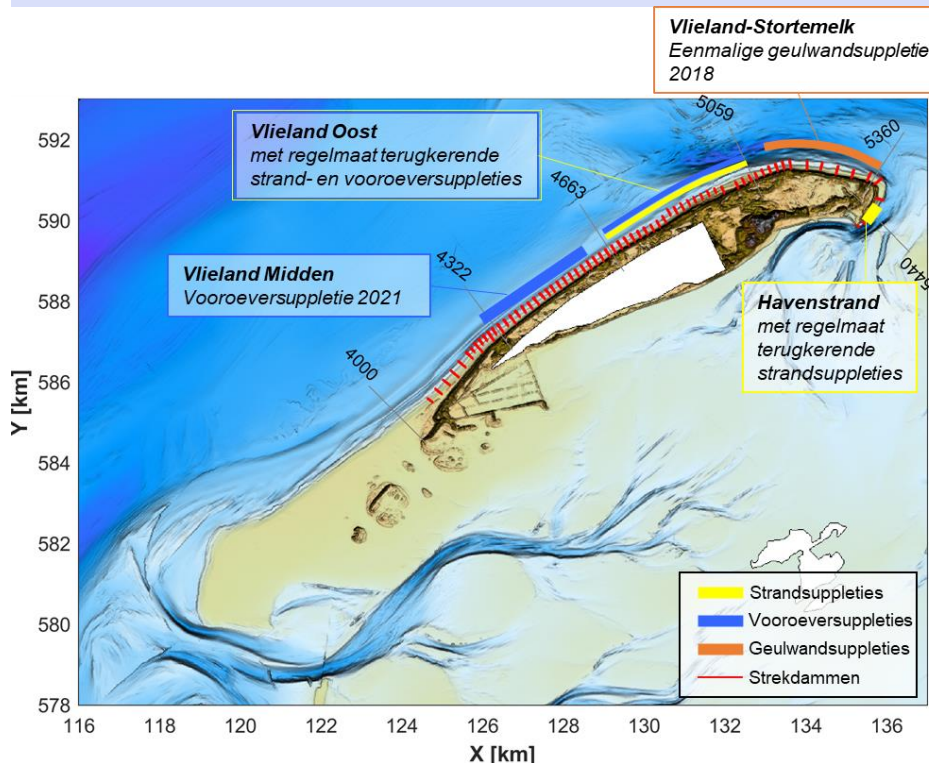 Vlieland-Stortemelk
Eenmalige geulwandsuppletie
2018
Vlieland Oost
met regelmaat terugkerende
strand- en vooroeversuppleties
Vlieland Midden
Vooroeversuppletie 2021
Havenstrand
met regelmaat
terugkerende
strandsuppleties
4000
4322
4663
5059
5360
5440
Strandsuppleties
Vooroeversuppleties
Geulwandsuppleties
Strekdammen
Y [km]
592
590
588
586
584
582
580
578
116
118
120
122
124
126
128
130
132
134
136
X [km]